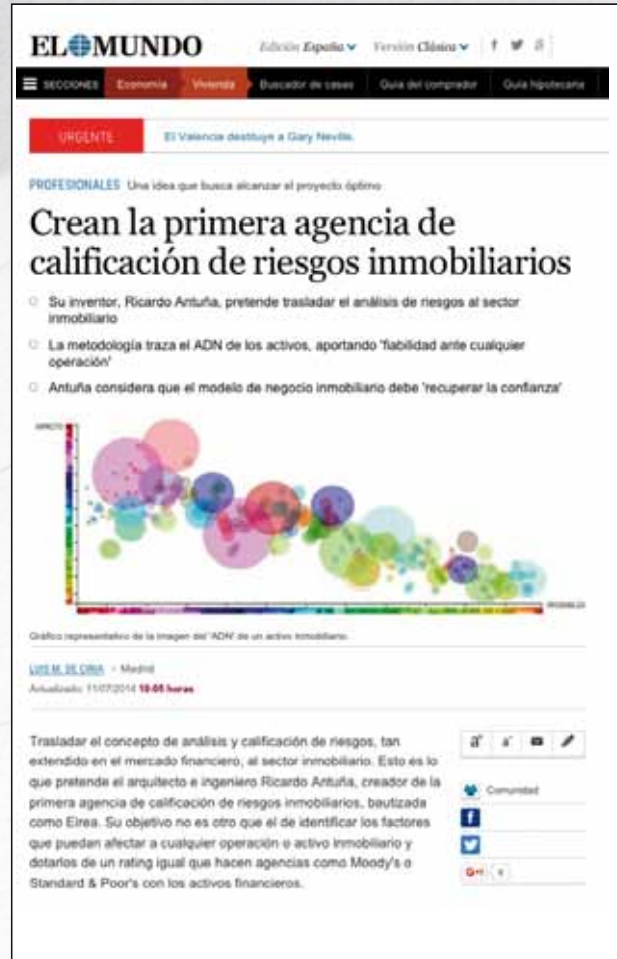 EL MUNDO
Edición España
Versión Clásica
SECCIONES Economía Vivienda Buscador de casas Guía del comprador Guía hipotecaria
URGENTE El Valencia destituye a Gary Neville.
PROFESIONALES Una idea que busca alcanzar el proyecto óptimo
Crean la primera agencia de
calificación de riesgos inmobiliarios
Su inventor, Ricardo Antuña, pretende trasladar el análisis de riesgos al sector
inmobiliario
La metodología traza el ADN de los activos, aportando 'fiabilidad ante cualquier
operación'
Antuña considera que el modelo de negocio inmobiliario debe 'recuperar la confianza'
IMPACTO
Gráfico representativo de la imagen del 'ADN' de un activo inmobiliario.
LUIS M. DE CIRIA Madrid
Actualizado: 11/07/2014 10:05 horas
Trasladar el concepto de análisis y calificación de riesgos, tan
extendido en el mercado financiero, al sector inmobiliario. Esto es lo
que pretende el arquitecto e ingeniero Ricardo Antuña, creador de la
primera agencia de calificación de riesgos inmobiliarios, bautizada
como Eirea. Su objetivo no es otro que el de identificar los factores
que puedan afectar a cualquier operación o activo inmobiliario y
dotarlos de un rating igual que hacen agencias como Moody's o
Standard & Poor's con los activos financieros.
a+ a-
Comunidad
f
G+1